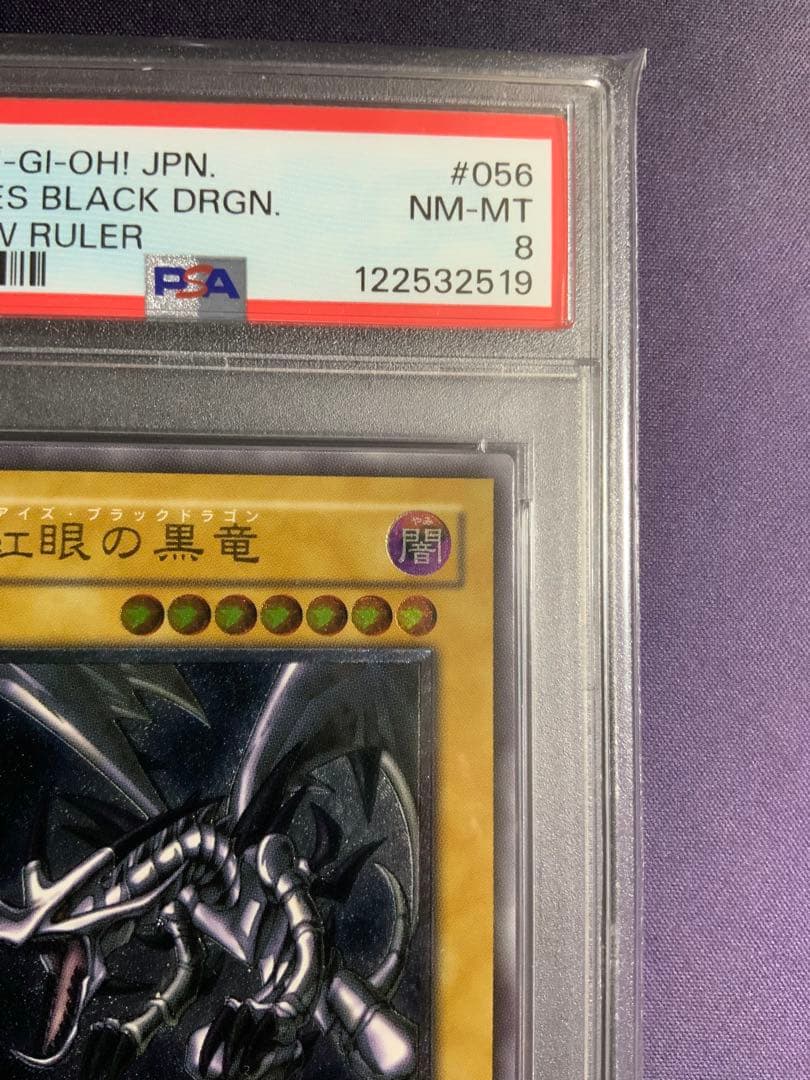 -GI-OH! JPN.
#056
ES BLACK DRGN.
NM-MT
W RULER
8
PSA
122532519
アイズ・ブラックドラゴン
紅眼の黒竜
やみ
闇